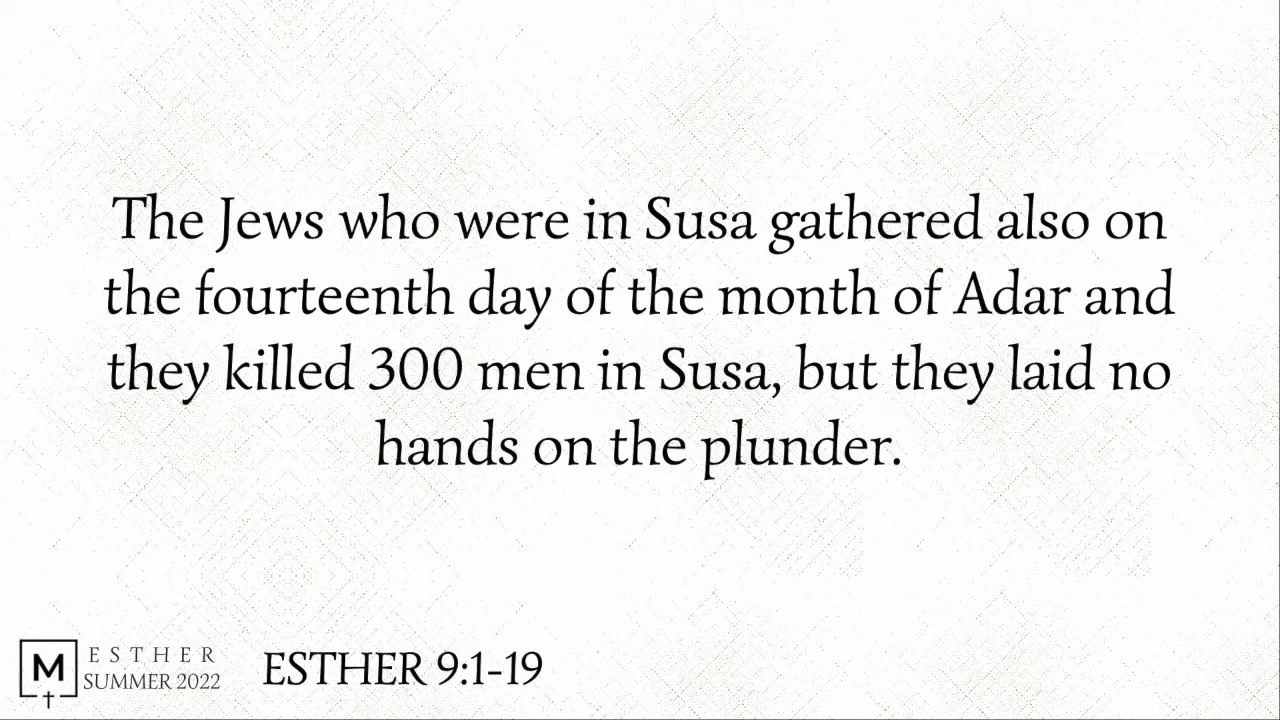 The Jews who were in Susa gathered also on
the fourteenth day of the month of Adar and
they killed 300 men in Susa, but they laid no
hands on the plunder.
M
ESTHER
SUMMER 2022
ESTHER 9:1-19